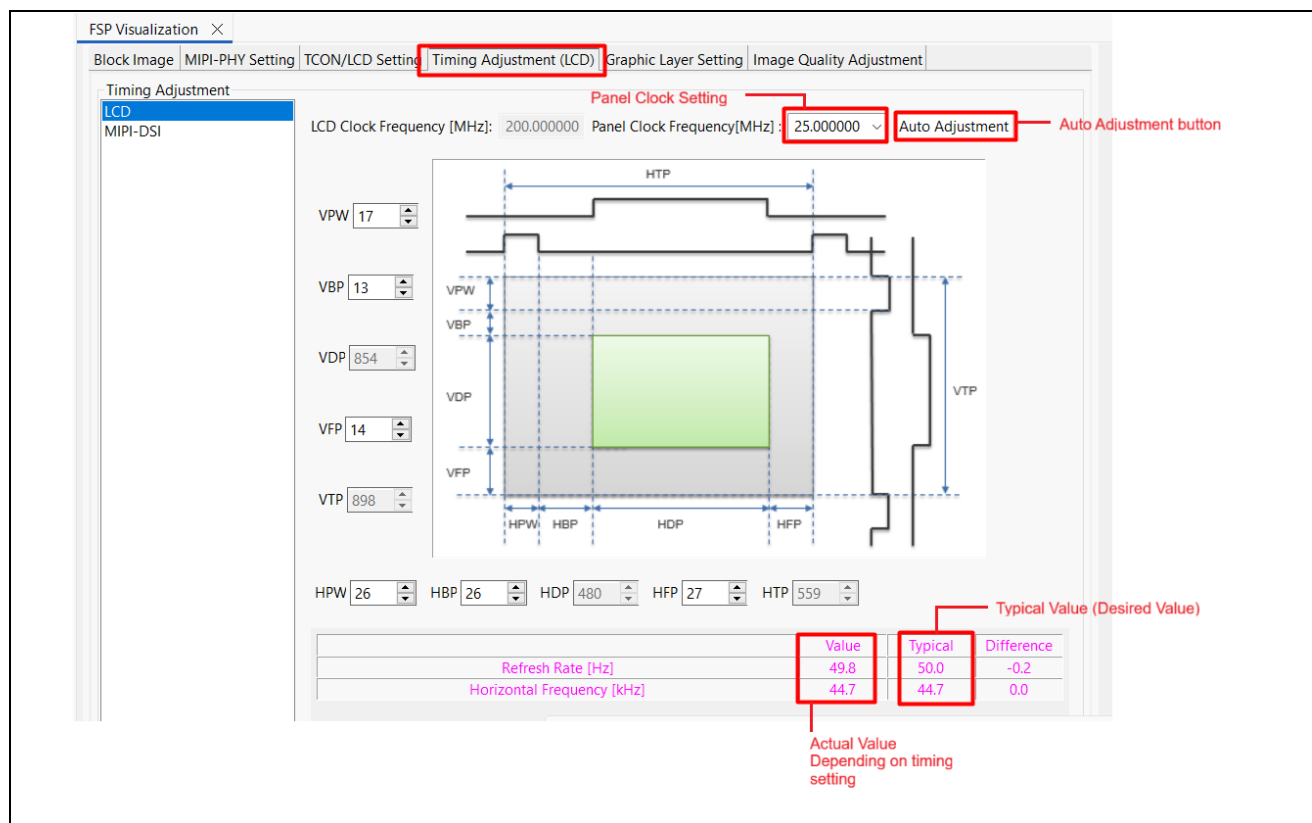 FSP Visualization ×
Block Image MIPI-PHY Setting TCON/LCD Setting Timing Adjustment (LCD) Graphic Layer Setting Image Quality Adjustment
Timing Adjustment
LCD
MIPI-DSI
Panel Clock Setting
LCD Clock Frequency [MHz]: 200.000000 Panel Clock Frequency[MHz] : 25.000000 Auto Adjustment
Auto Adjustment button
HTP
VPW 17
VBP 13
VDP 854
VFP 14
VTP 898
VPW
VBP
VDP
VFP
VTP
HPW HBP HDP HFP
HPW 26 HBP 26 HDP 480 HFP 27 HTP 559
Typical Value (Desired Value)
Value Typical Difference
Refresh Rate [Hz] 49.8 50.0 -0.2
Horizontal Frequency [kHz] 44.7 44.7 0.0
Actual Value
Depending on timing
setting